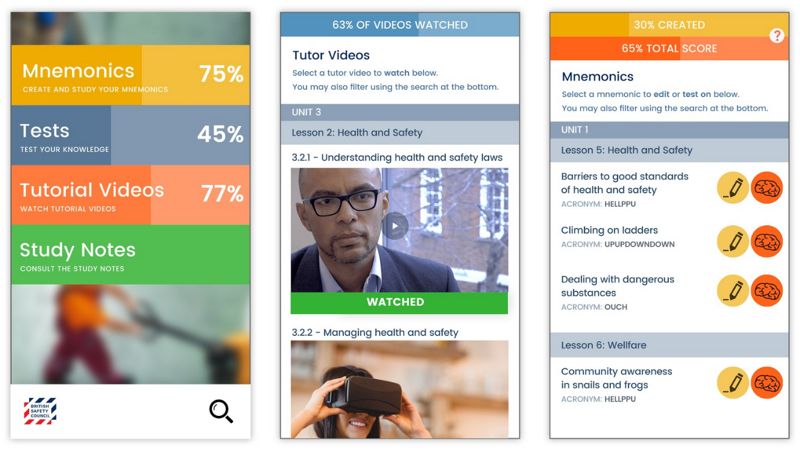 Mnemonics
75%
CREATE AND STUDY YOUR MNEMONICS
Tests
45%
TEST YOUR KNOWLEDGE
Tutorial Videos
77%
WATCH TUTORIAL VIDEOS
Study Notes
CONSULT THE STUDY NOTES
BRITISH
SAFETY
COUNCIL
63% OF VIDEOS WATCHED
Tutor Videos
Select a tutor video to watch below.
You may also filter using the search at the bottom.
UNIT 3
Lesson 2: Health and Safety
3.2.1 - Understanding health and safety laws
WATCHED
3.2.2 - Managing health and safety
30% CREATED
?
65% TOTAL SCORE
Mnemonics
Select a mnemonic to edit or test on below.
You may also filter using the search at the bottom.
UNIT 1
Lesson 5: Health and Safety
Barriers to good standards
of health and safety
ACRONYM: HELLPPU
Climbing on ladders
ACRONYM: UPUPDOWNDOWN
Dealing with dangerous
substances
ACRONYM: OUCH
Lesson 6: Wellfare
Community awareness
in snails and frogs
ACRONYM: HELLPPU